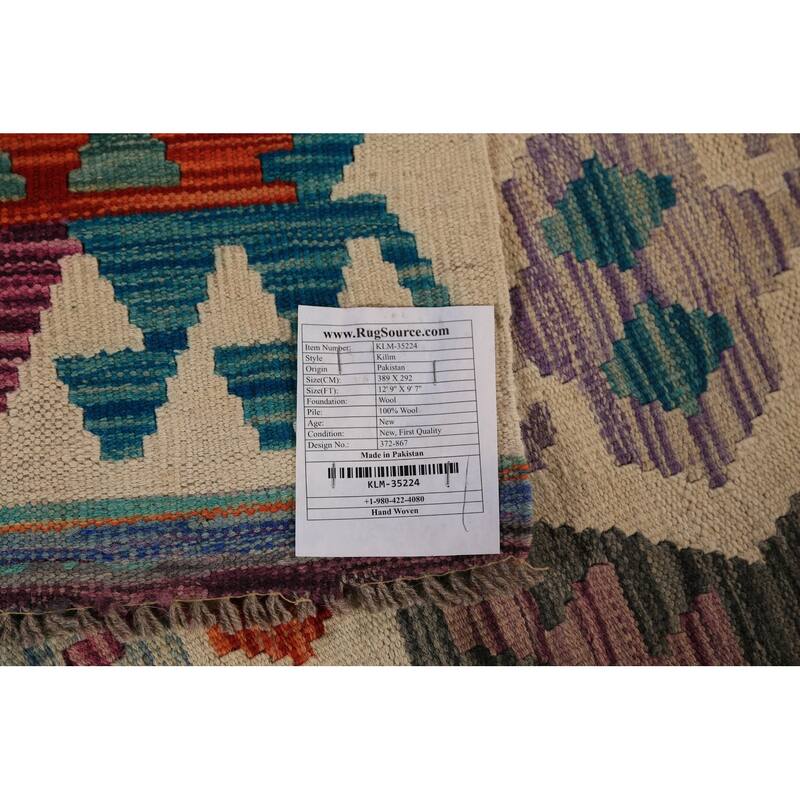 www.RugSource.com
Item Number: KLM-35224
Style Kilim
Origin Pakistan
Size(CM): 389 X 292
Size(FT): 12' 9" X 9' 7"
Foundation: Wool
Pile: 100% Wool
Age: New
Condition: New, First Quality
Design No.: 372-867
Made in Pakistan
KLM-35224
+1-980-422-4080
Hand Woven